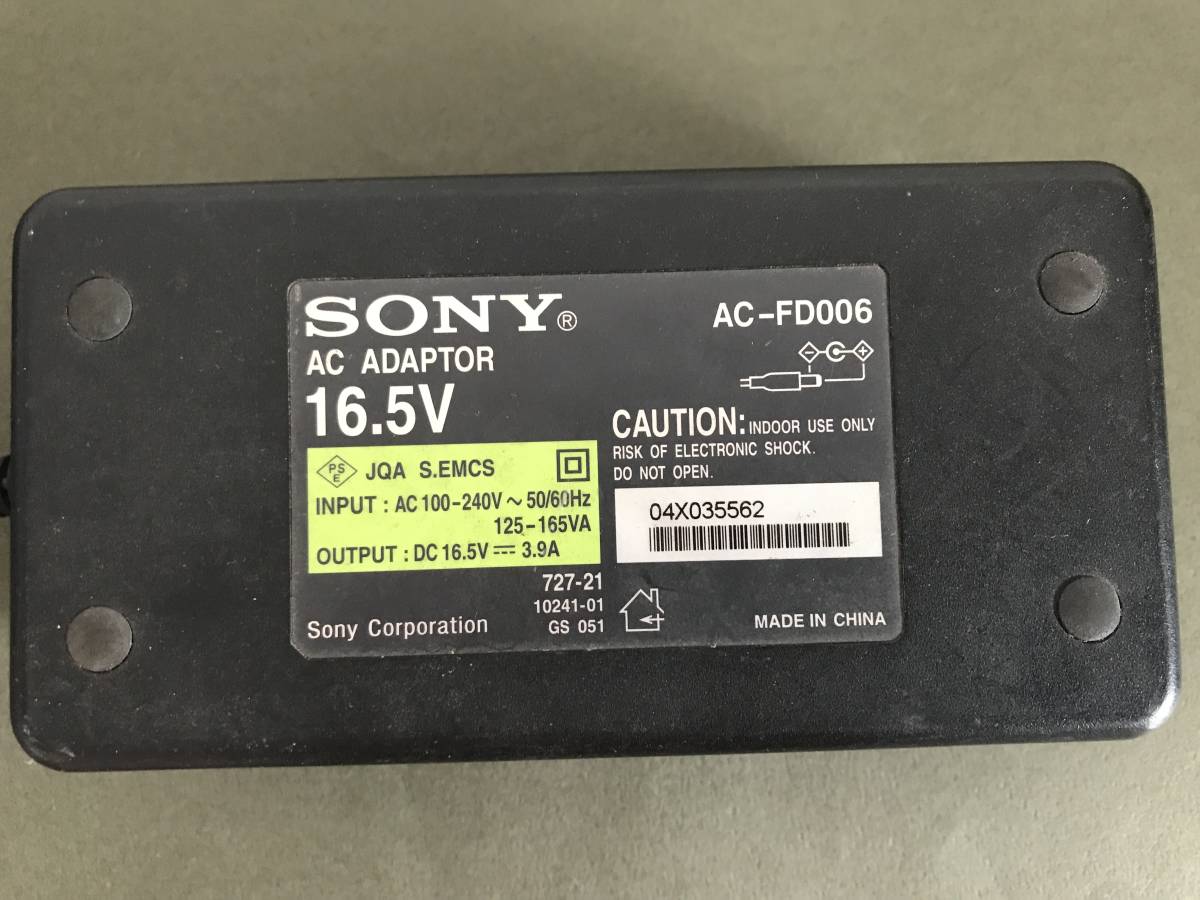 SONY®
AC ADAPTOR
16.5V
AC-FD006
CAUTION: INDOOR USE ONLY
RISK OF ELECTRONIC SHOCK.
DO NOT OPEN.
PSE JQA S.EMCS
INPUT : AC 100-240V ~ 50/60Hz
125-165VA
OUTPUT : DC 16.5V ⎓ 3.9A
04X035562
727-21
10241-01
GS 051
Sony Corporation
MADE IN CHINA